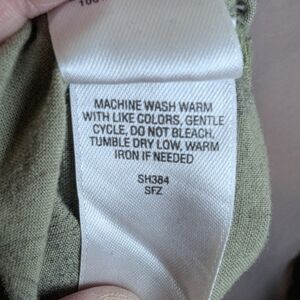 MACHINE WASH WARM
WITH LIKE COLORS, GENTLE
CYCLE, DO NOT BLEACH,
TUMBLE DRY LOW, WARM
IRON IF NEEDED
SH384
SFZ